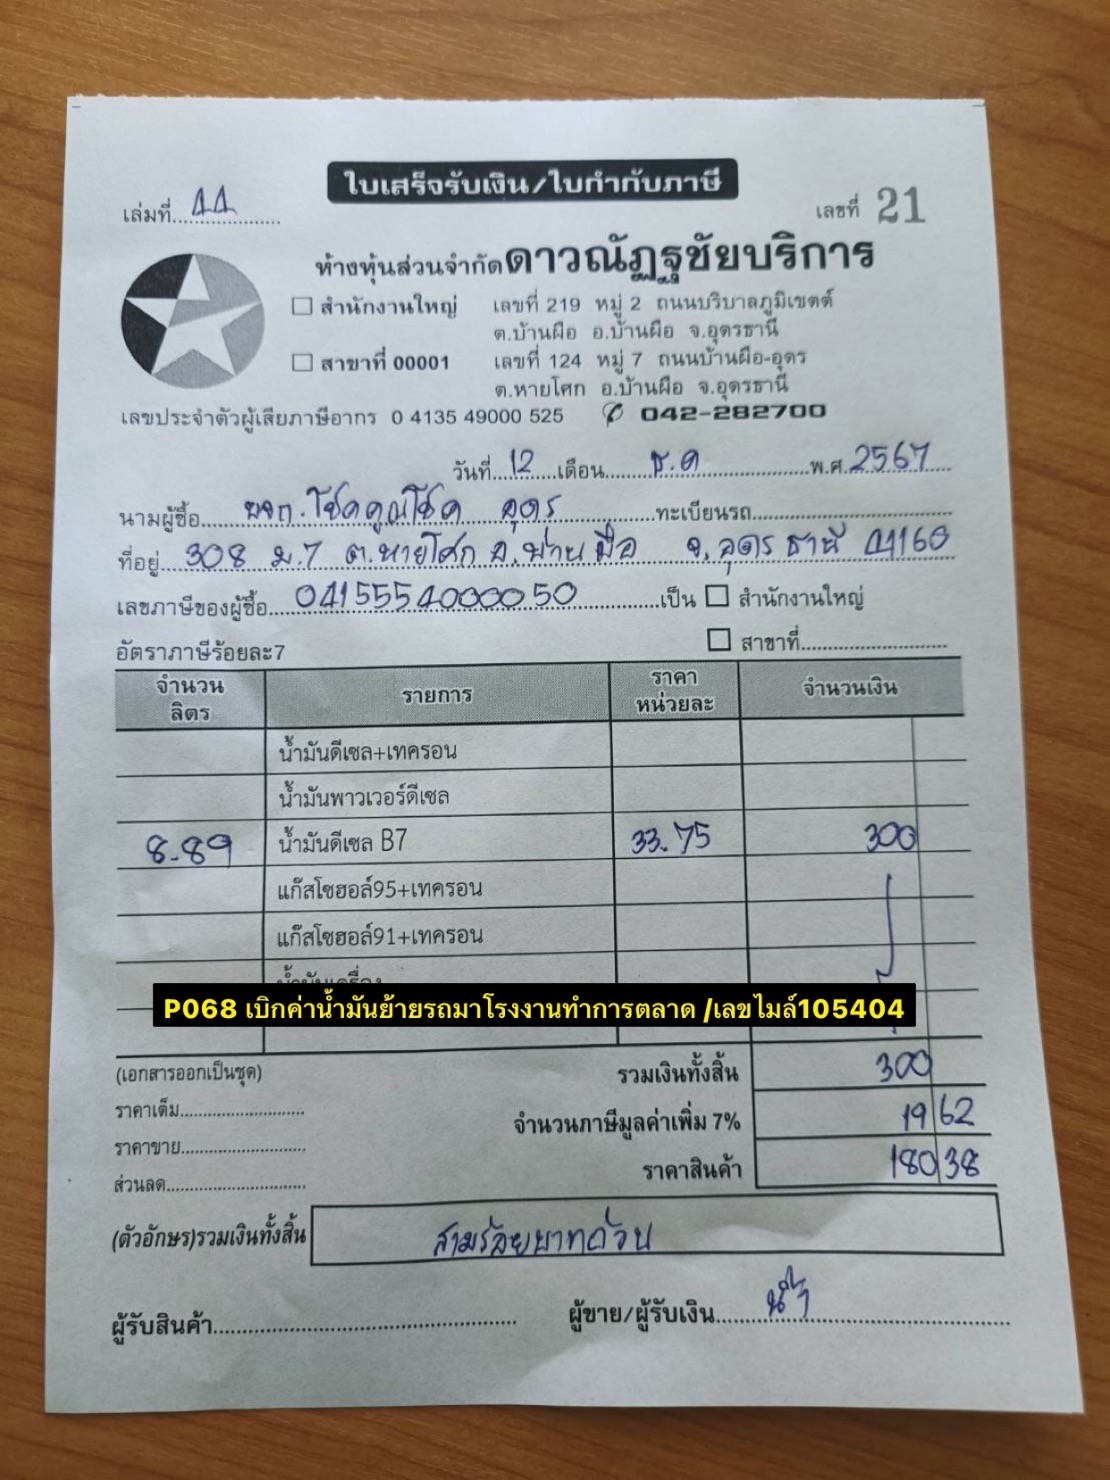 ใบเสร็จรับเงิน/ใบกำกับภาษี
เล่มที่ 44
เลขที่ 21
ห้างหุ้นส่วนจำกัดดาวณัฏฐชัยบริการ
☐ สำนักงานใหญ่ เลขที่ 219 หมู่ 2 ถนนบริบาลภูมิเขตต์
ต.บ้านผือ อ.บ้านผือ จ.อุดรธานี
☐ สาขาที่ 00001 เลขที่ 124 หมู่ 7 ถนนบ้านผือ-อุดร
ต.หายโศก อ.บ้านผือ จ.อุดรธานี
เลขประจำตัวผู้เสียภาษีอากร 0 4135 49000 525 ✆ 042-282700
วันที่ 12 เดือน ธ.ค พ.ศ. 2567
นามผู้ซื้อ หจก.โชคคูณโชค อุดร ทะเบียนรถ
ที่อยู่ 308 ม.7 ต.หายโศก อ.บ้านผือ จ.อุดรธานี 41160
เลขภาษีของผู้ซื้อ 0415554000050 เป็น ☐ สำนักงานใหญ่
อัตราภาษีร้อยละ7 ☐ สาขาที่
จำนวนลิตร รายการ ราคาหน่วยละ จำนวนเงิน
น้ำมันดีเซล+เทครอน
น้ำมันพาวเวอร์ดีเซล
8.89 น้ำมันดีเซล B7 33.75 300
แก๊สโซฮอล์95+เทครอน
แก๊สโซฮอล์91+เทครอน
น้ำมันเครื่อง
P068 เบิกค่าน้ำมันย้ายรถมาโรงงานทำการตลาด /เลขไมล์105404
(เอกสารออกเป็นชุด) รวมเงินทั้งสิ้น 300
ราคาเต็ม
จำนวนภาษีมูลค่าเพิ่ม 7% 19 62
ราคาขาย
ราคาสินค้า 180 38
ส่วนลด
(ตัวอักษร)รวมเงินทั้งสิ้น สามร้อยบาทถ้วน
ผู้รับสินค้า ผู้ขาย/ผู้รับเงิน